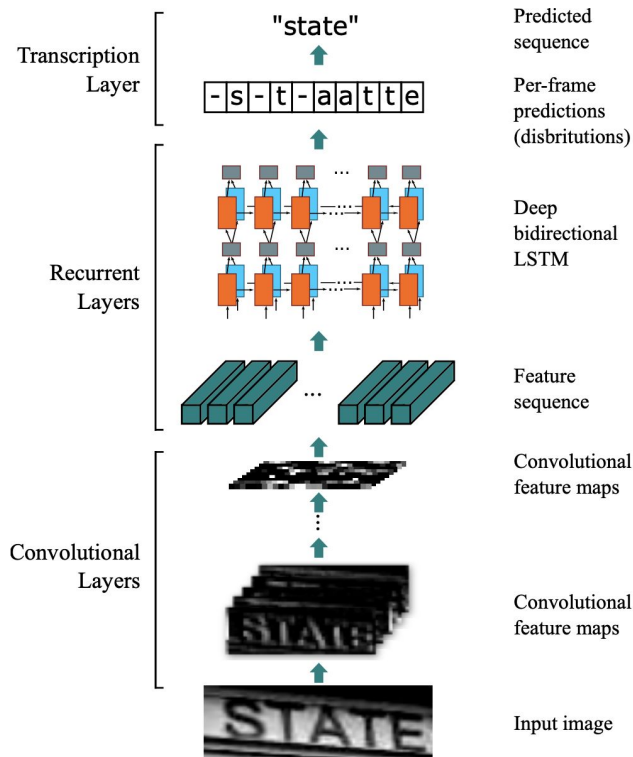 "state"
Predicted
sequence
Transcription
Layer
- s - t - a a t t e
Per-frame
predictions
(disbritutions)
...
Deep
bidirectional
LSTM
Recurrent
Layers
...
Feature
sequence
Convolutional
feature maps
Convolutional
Layers
STATE
Convolutional
feature maps
STATE
Input image